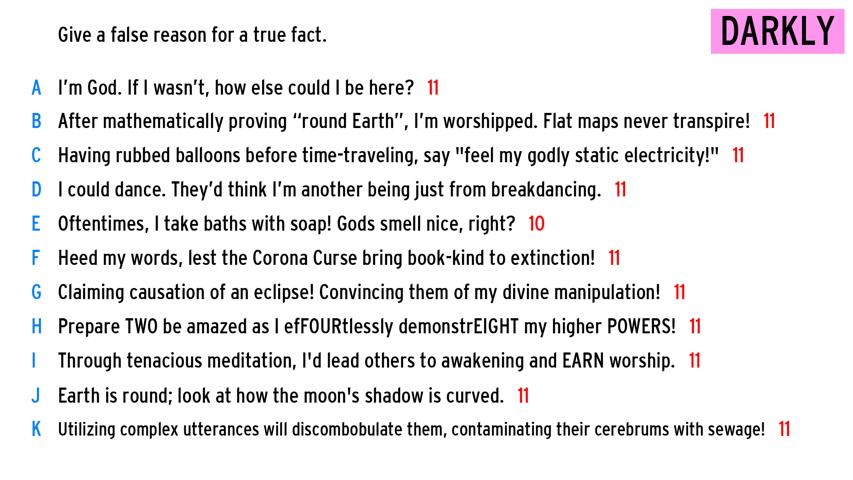 Give a false reason for a true fact.
DARKLY
A I'm God. If I wasn't, how else could I be here? 11
B After mathematically proving “round Earth”, I'm worshipped. Flat maps never transpire! 11
C Having rubbed balloons before time-traveling, say "feel my godly static electricity!" 11
D I could dance. They'd think I'm another being just from breakdancing. 11
E Oftentimes, I take baths with soap! Gods smell nice, right? 10
F Heed my words, lest the Corona Curse bring book-kind to extinction! 11
G Claiming causation of an eclipse! Convincing them of my divine manipulation! 11
H Prepare TWO be amazed as I efFOURtlessly demonstrEIGHT my higher POWERS! 11
I Through tenacious meditation, I'd lead others to awakening and EARN worship. 11
J Earth is round; look at how the moon's shadow is curved. 11
K Utilizing complex utterances will discombobulate them, contaminating their cerebrums with sewage! 11